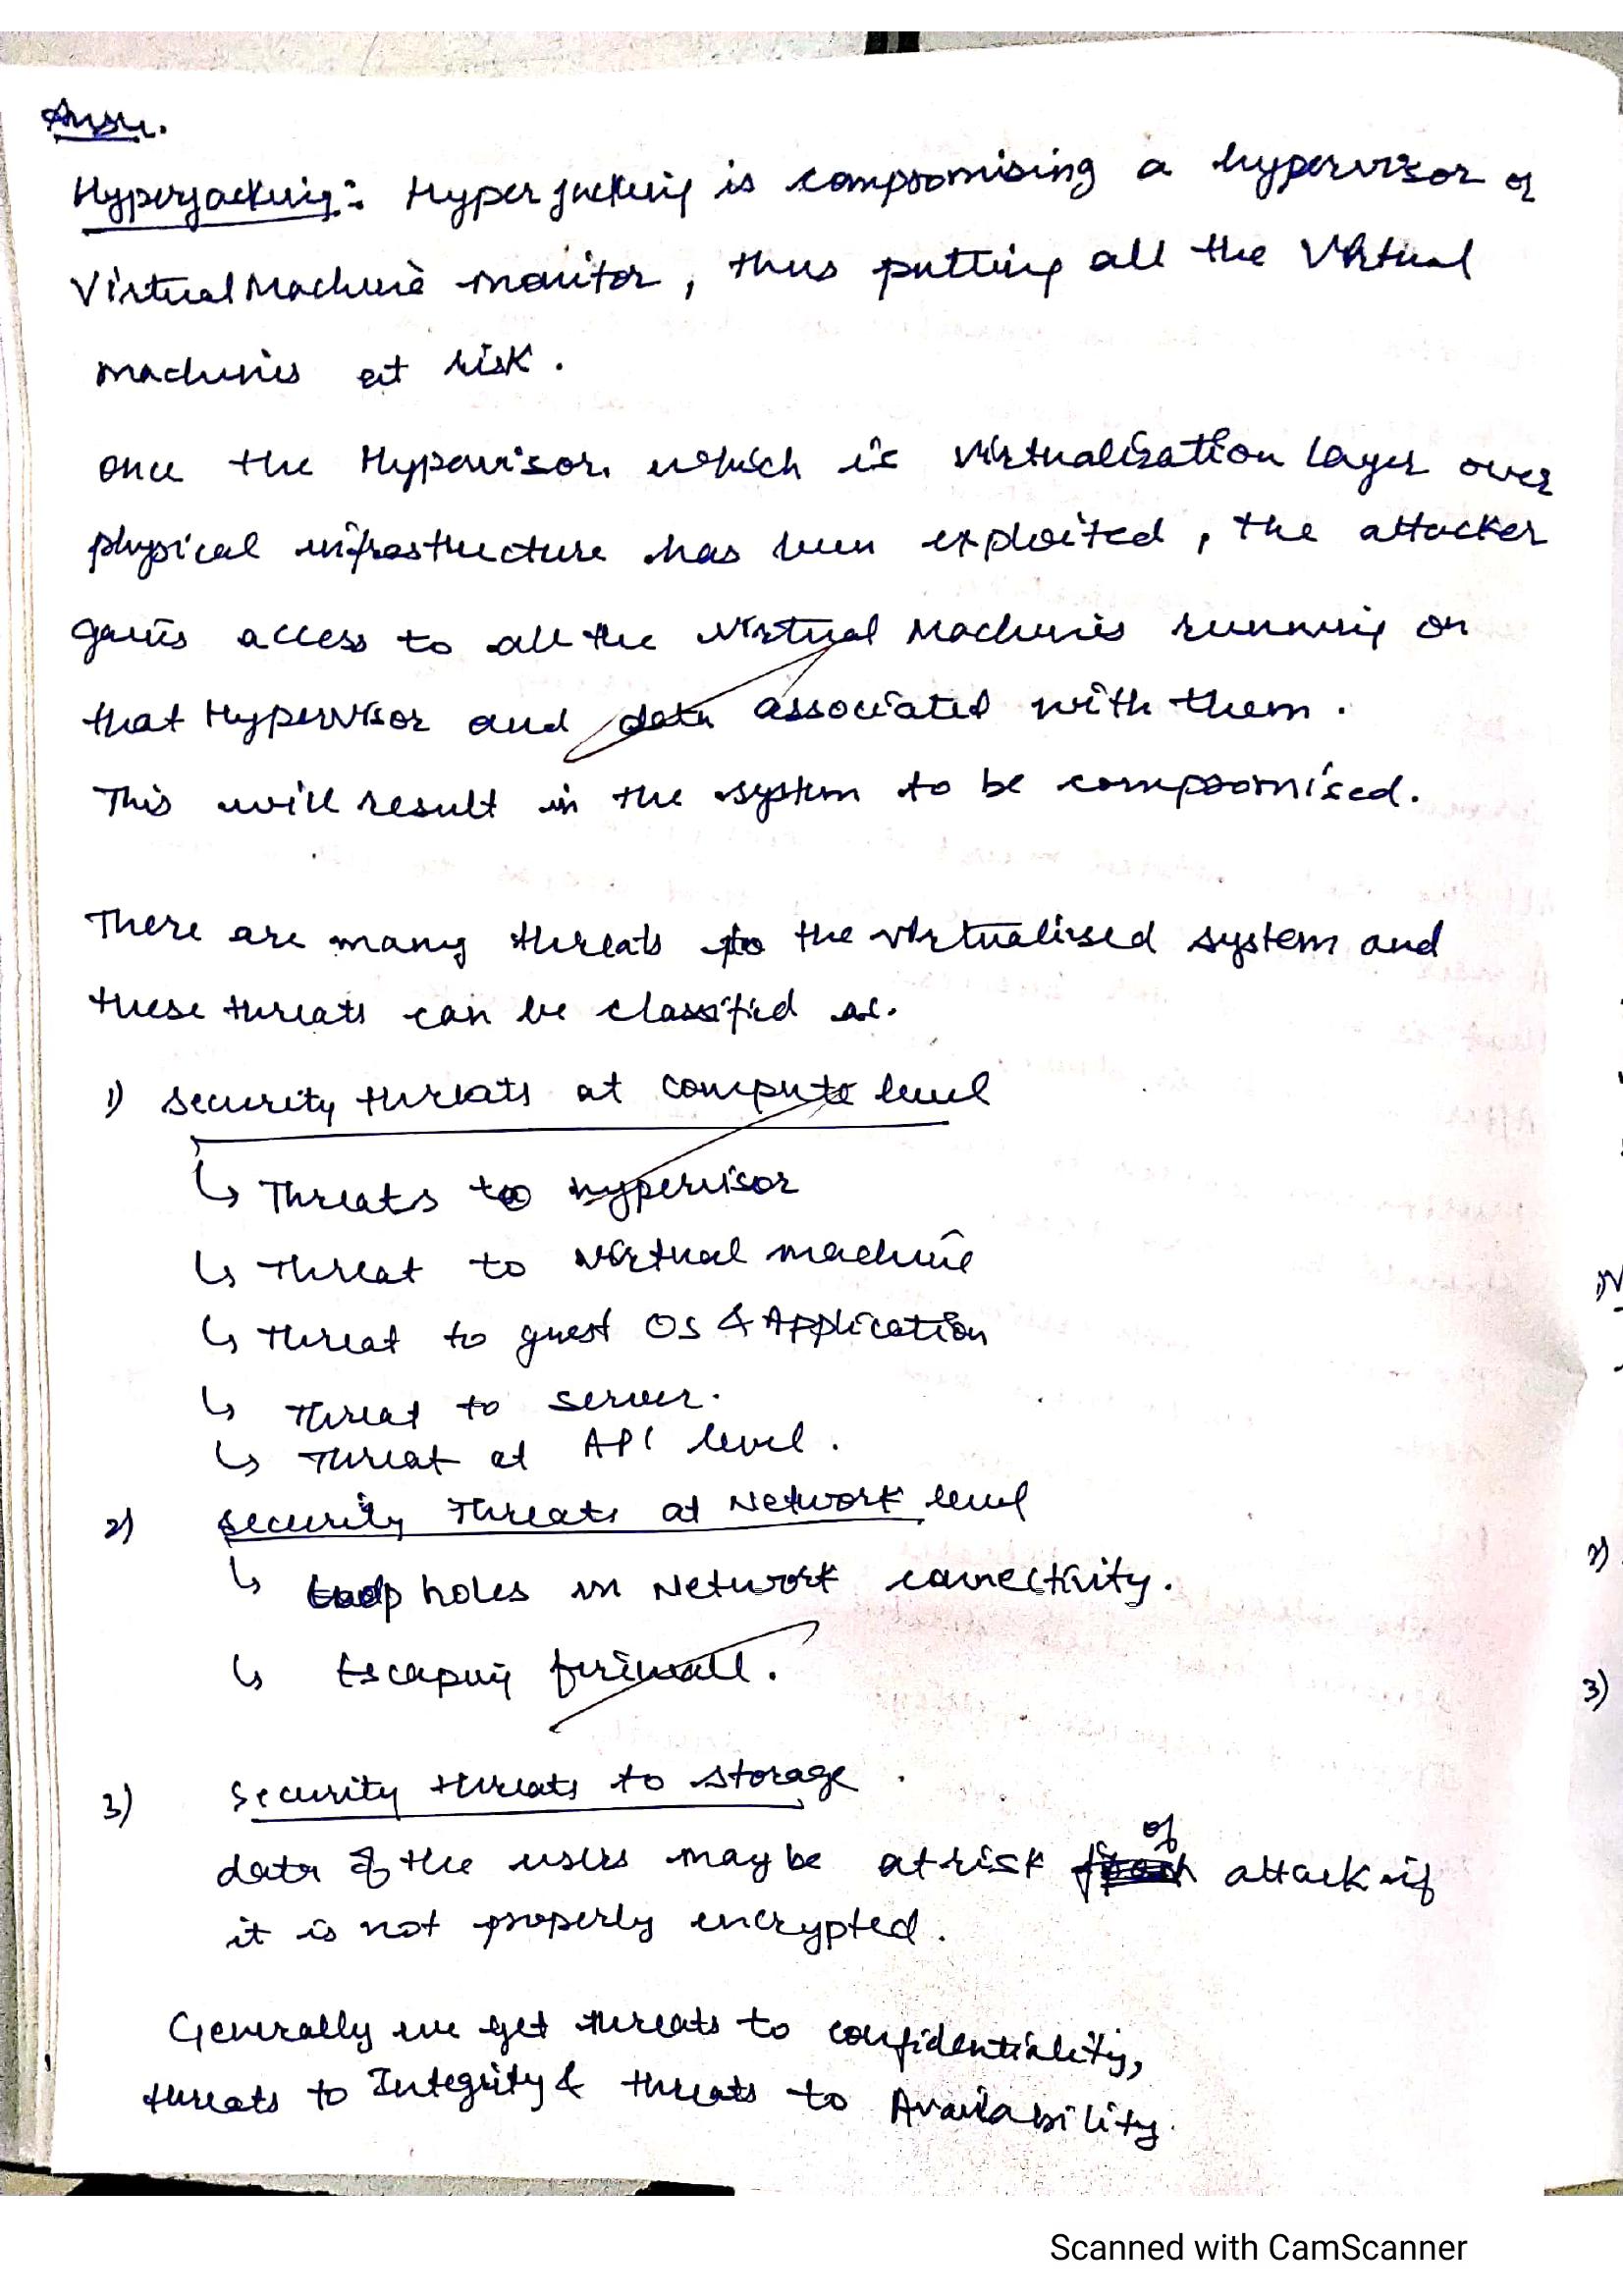 Ans.
Hyperjacking: Hyperjacking is compromising a hypervisor or
Virtual Machine monitor, thus putting all the Virtual
machines at risk.
once the Hypervisor which is virtualization layer over
physical infrastructure has been exploited, the attacker
gains access to all the virtual Machines running on
that Hypervisor and data associated with them.
This will result in the system to be compromised.
There are many threats to the virtualised system and
these threats can be classified as.
1) Security threats at compute level
↳ Threats to hypervisor
↳ Threat to virtual machine
↳ Threat to guest OS & Application
↳ Threat to server.
↳ Threat at API level.
2) Security Threats at Network level
↳ Loop holes in Network connectivity.
↳ Escaping firewall.
3) Security threats to storage.
data of the users may be at risk of attack if
it is not properly encrypted.
Generally we get threats to confidentiality,
threats to Integrity & threats to Availability.
2)
3)
Scanned with CamScanner